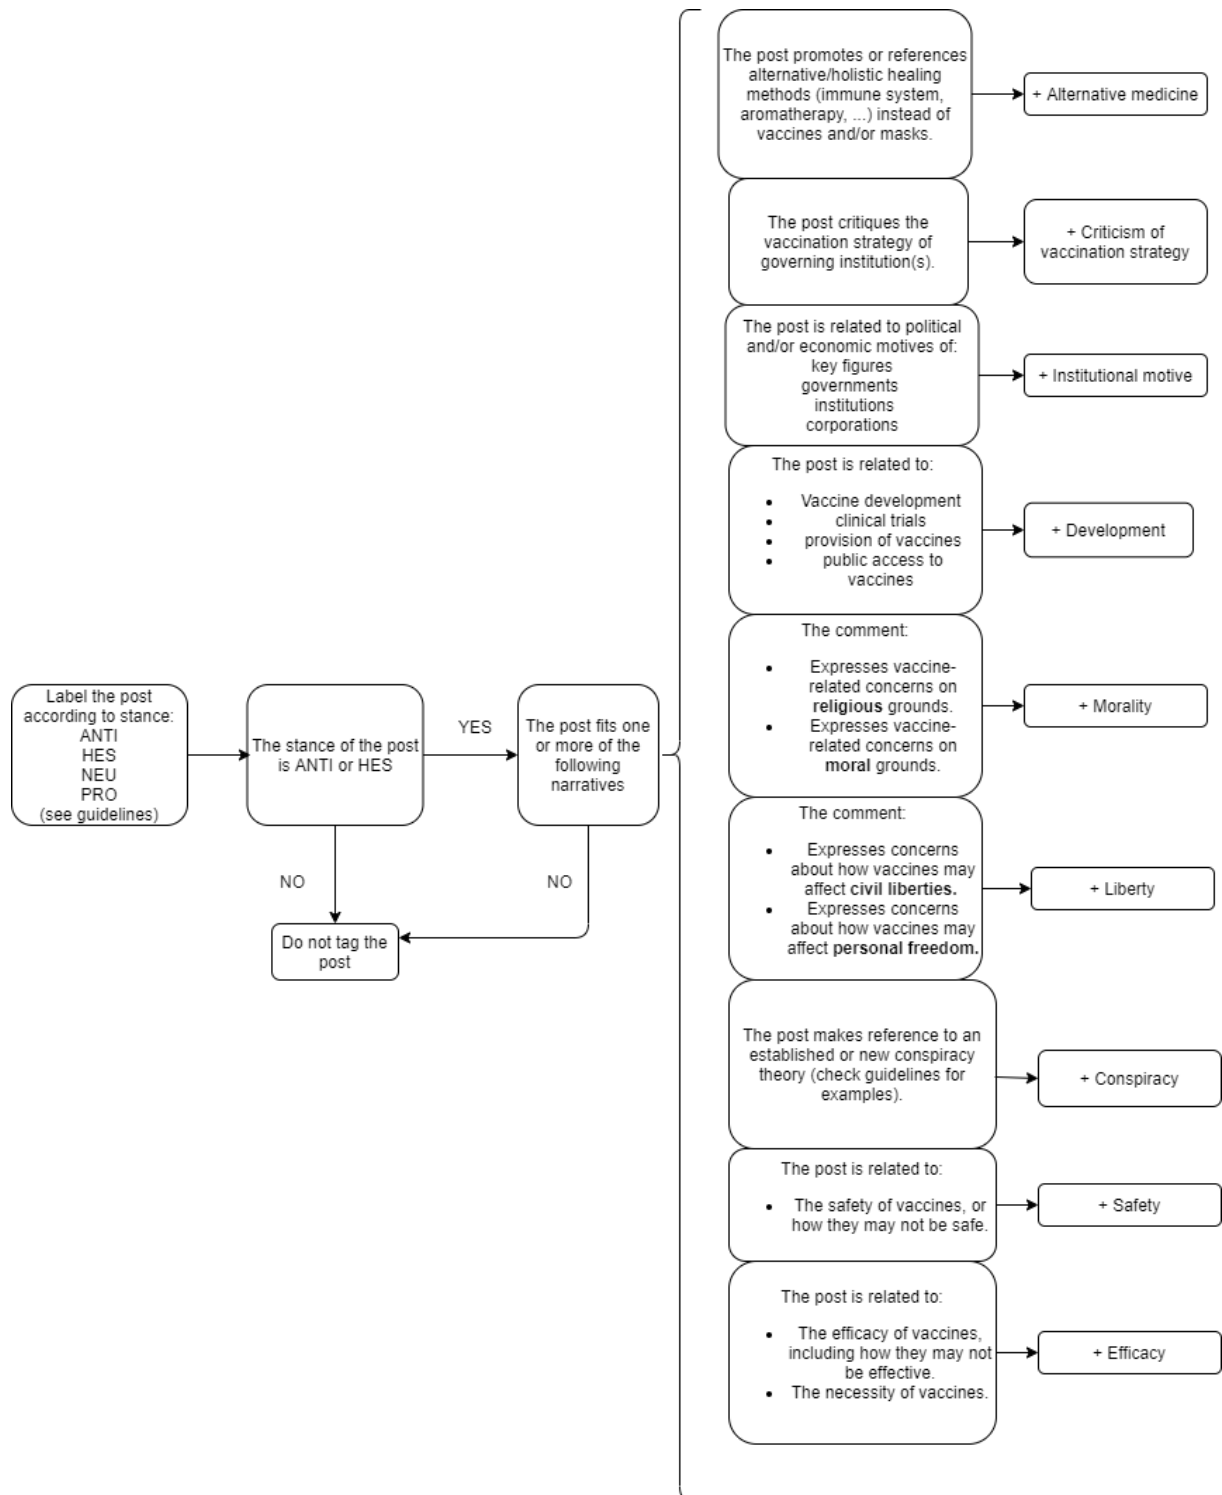 The post promotes or references
alternative/holistic healing
methods (immune system,
aromatherapy, ...) instead of
vaccines and/or masks.
+ Alternative medicine
The post critiques the
vaccination strategy of
governing institution(s).
+ Criticism of
vaccination strategy
The post is related to political
and/or economic motives of:
key figures
governments
institutions
corporations
+ Institutional motive
The post is related to:
• Vaccine development
• clinical trials
• provision of vaccines
• public access to
vaccines
+ Development
The comment:
• Expresses vaccine-
related concerns on
religious grounds.
• Expresses vaccine-
related concerns on
moral grounds.
+ Morality
Label the post
according to stance:
ANTI
HES
NEU
PRO
(see guidelines)
The stance of the post
is ANTI or HES
YES
The post fits one
or more of the
following
narratives
NO
NO
Do not tag the
post
The comment:
• Expresses concerns
about how vaccines may
affect civil liberties.
• Expresses concerns
about how vaccines may
affect personal freedom.
+ Liberty
The post makes reference to an
established or new conspiracy
theory (check guidelines for
examples).
+ Conspiracy
The post is related to:
• The safety of vaccines, or
how they may not be safe.
+ Safety
The post is related to:
• The efficacy of vaccines,
including how they may not
be effective.
• The necessity of vaccines.
+ Efficacy